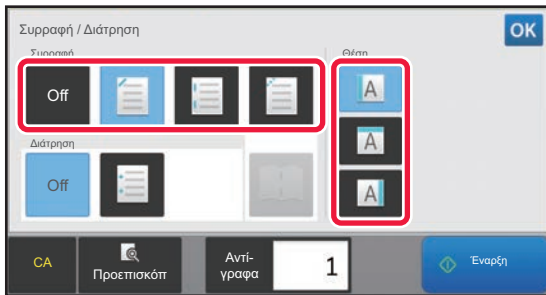 Συρραφή / Διάτρηση
OK
Συρραφή
Θέση
Off
A
Διάτρηση
A
Off
A
CA
Προεπισκόπ
Αντί-
γραφα
1
Έναρξη